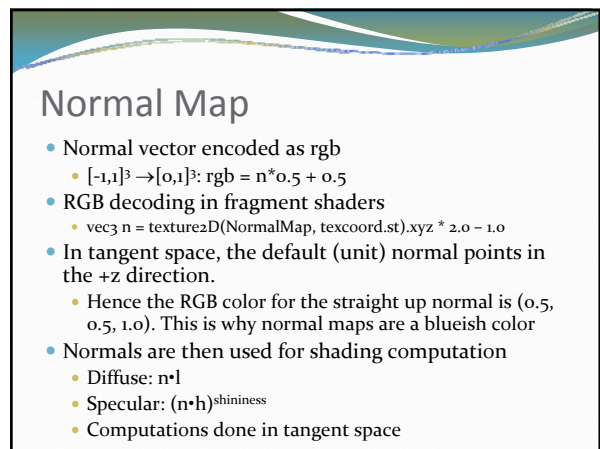 Normal Map
• Normal vector encoded as rgb
• [-1,1]³ →[0,1]³: rgb = n*0.5 + 0.5
• RGB decoding in fragment shaders
• vec3 n = texture2D(NormalMap, texcoord.st).xyz * 2.0 – 1.0
• In tangent space, the default (unit) normal points in
the +z direction.
• Hence the RGB color for the straight up normal is (0.5,
0.5, 1.0). This is why normal maps are a blueish color
• Normals are then used for shading computation
• Diffuse: n•l
• Specular: (n•h)ˢʰⁱⁿⁱⁿᵉˢˢ
• Computations done in tangent space